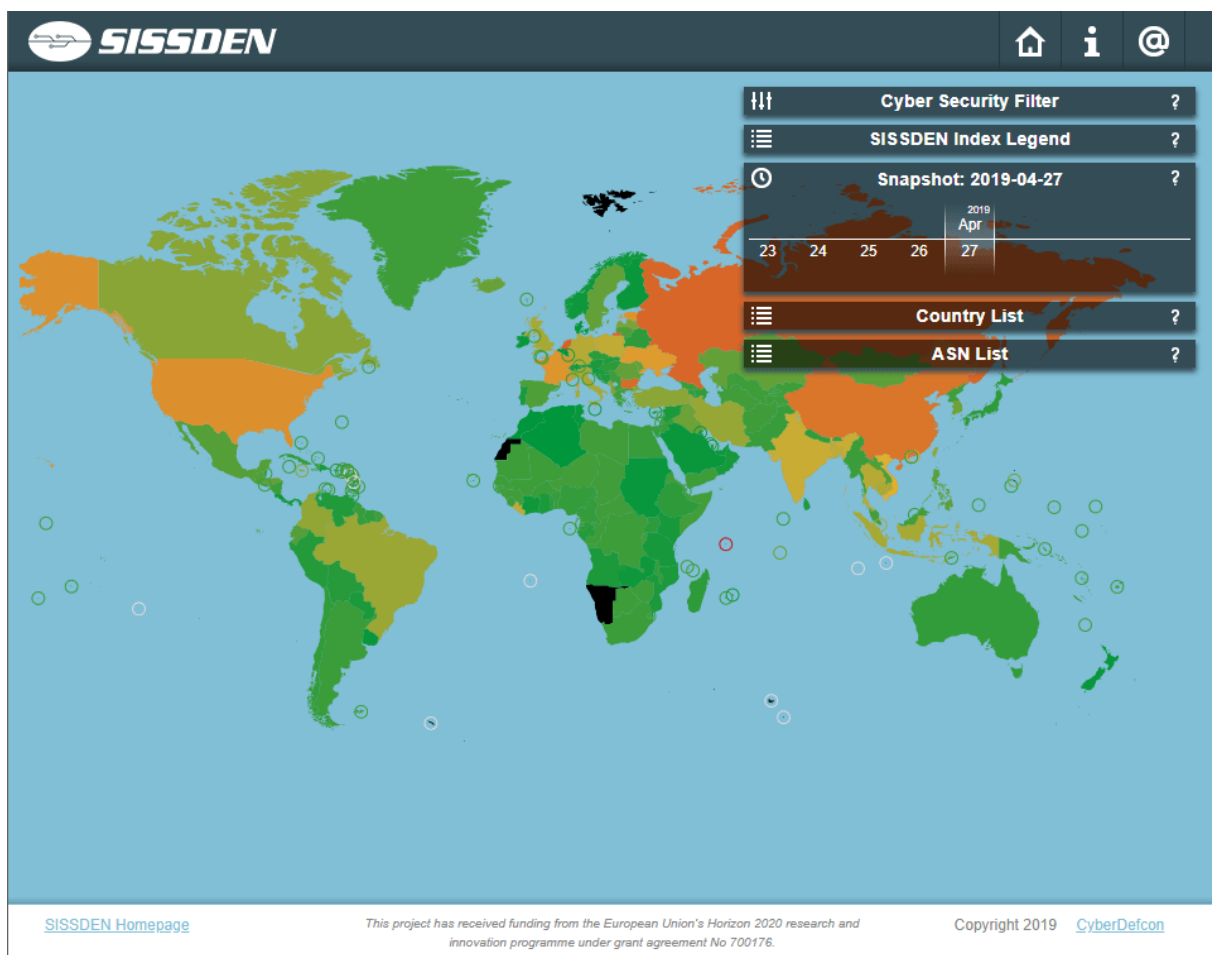 SISSDEN
@
Cyber Security Filter ?
SISSDEN Index Legend ?
Snapshot: 2019-04-27 ?
2019
Apr
23 24 25 26 27
Country List ?
ASN List ?
SISSDEN Homepage
This project has received funding from the European Union's Horizon 2020 research and
innovation programme under grant agreement No 700176.
Copyright 2019 CyberDefcon